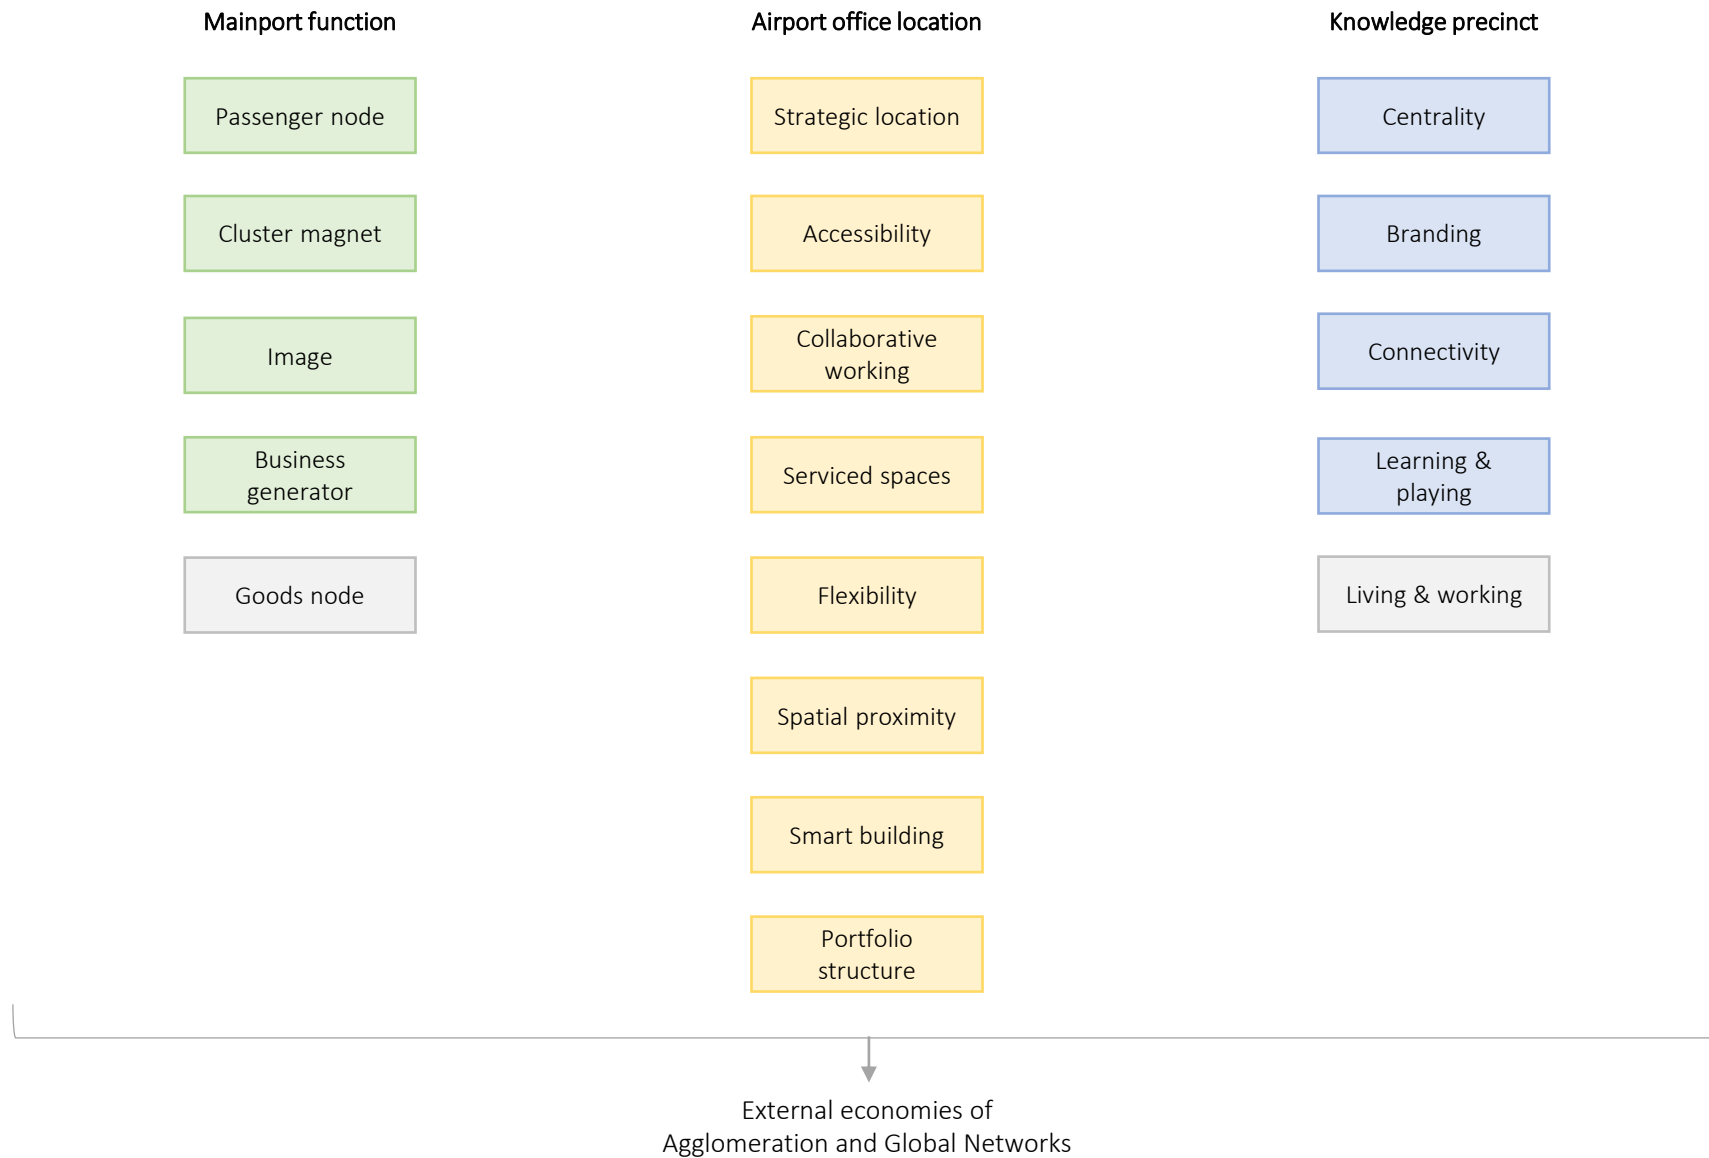 Mainport function
Airport office location
Knowledge precinct
Passenger node
Strategic location
Centrality
Cluster magnet
Accessibility
Branding
Image
Collaborative
working
Connectivity
Business
generator
Serviced spaces
Learning &
playing
Goods node
Flexibility
Living & working
Spatial proximity
Smart building
Portfolio
structure
External economies of
Agglomeration and Global Networks